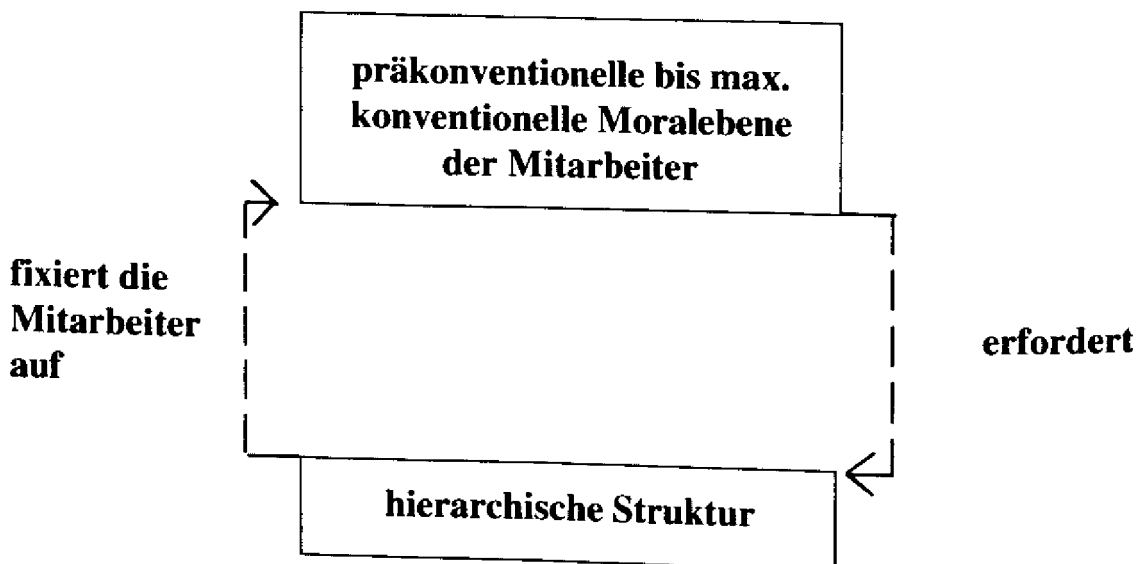 präkonventionelle bis max.
konventionelle Moralebene
der Mitarbeiter
fixiert die
Mitarbeiter
auf
erfordert
hierarchische Struktur